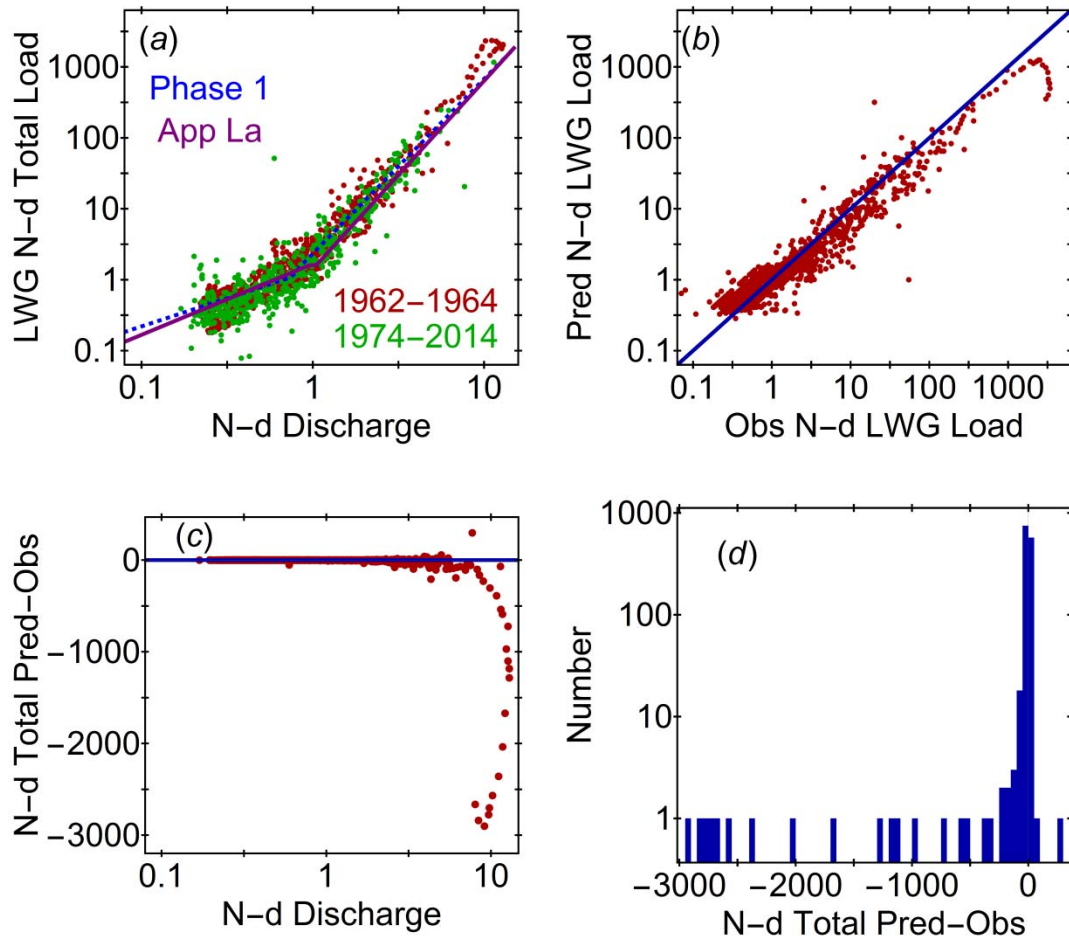 (a)
Phase 1
App La
1962−1964
1974−2014
LWG N−d Total Load
1000
100
10
1
0.1
0.1
1
10
N−d Discharge
(b)
Pred N−d LWG Load
1000
100
10
1
0.1
0.1
1
10
100
1000
Obs N−d LWG Load
(c)
N−d Total Pred−Obs
0
−1000
−2000
−3000
0.1
1
10
N−d Discharge
(d)
Number
1000
100
10
1
−3000
−2000
−1000
0
N−d Total Pred−Obs